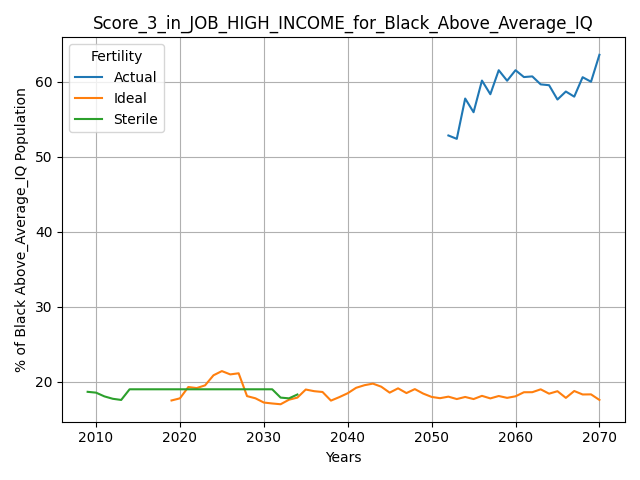 Score_3_in_JOB_HIGH_INCOME_for_Black_Above_Average_IQ
Fertility
Actual
Ideal
Sterile
% of Black Above_Average_IQ Population
60
50
40
30
20
2010 2020 2030 2040 2050 2060 2070
Years